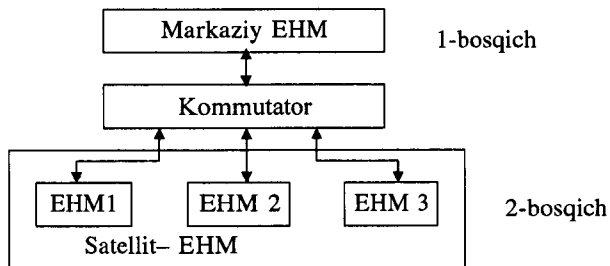 Markaziy EHM
1-bosqich
Kommutator
EHM1
EHM 2
EHM 3
2-bosqich
Satellit– EHM